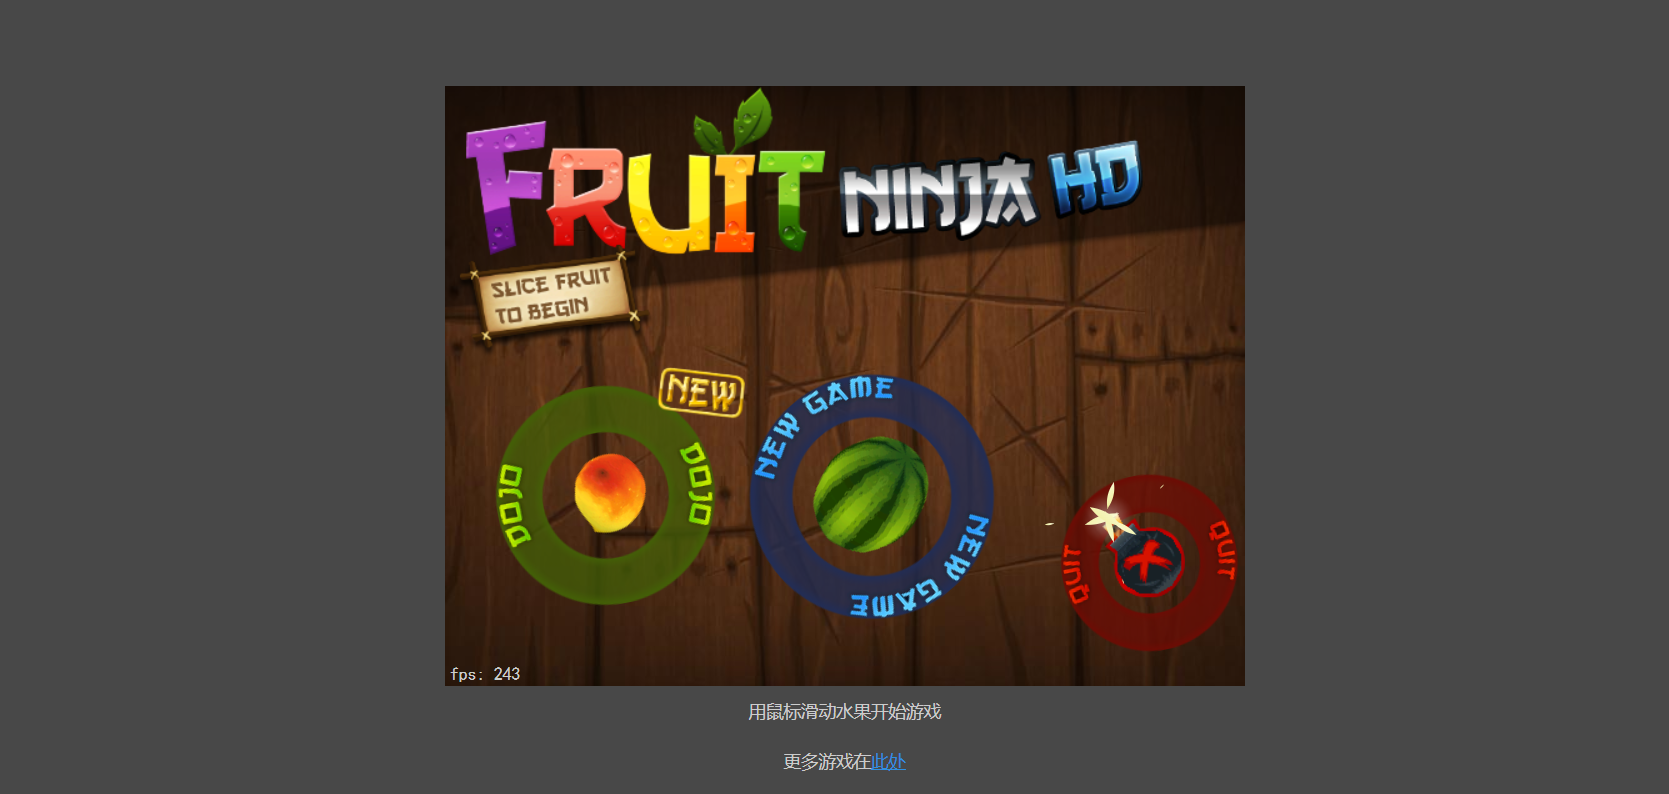 FRUIT NINJA HD
SLICE FRUIT
TO BEGIN
NEW
DOJO
DOJO
NEW GAME
NEW GAME
QUIT
QUIT
fps: 243
用鼠标滑动水果开始游戏
更多游戏在此处